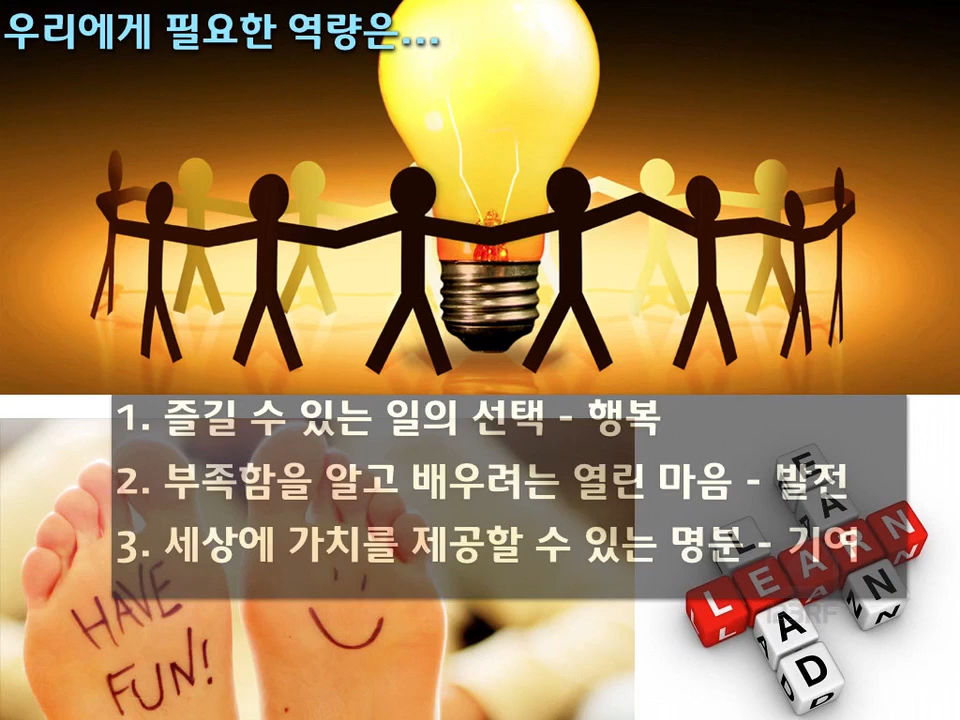 우리에게 필요한 역량은...
1. 즐길 수 있는 일의 선택 - 행복
2. 부족함을 알고 배우려는 열린 마음 - 발전
3. 세상에 가치를 제공할 수 있는 명분 - 기여
HAVE
FUN!
LEARN
LEAD
123RF